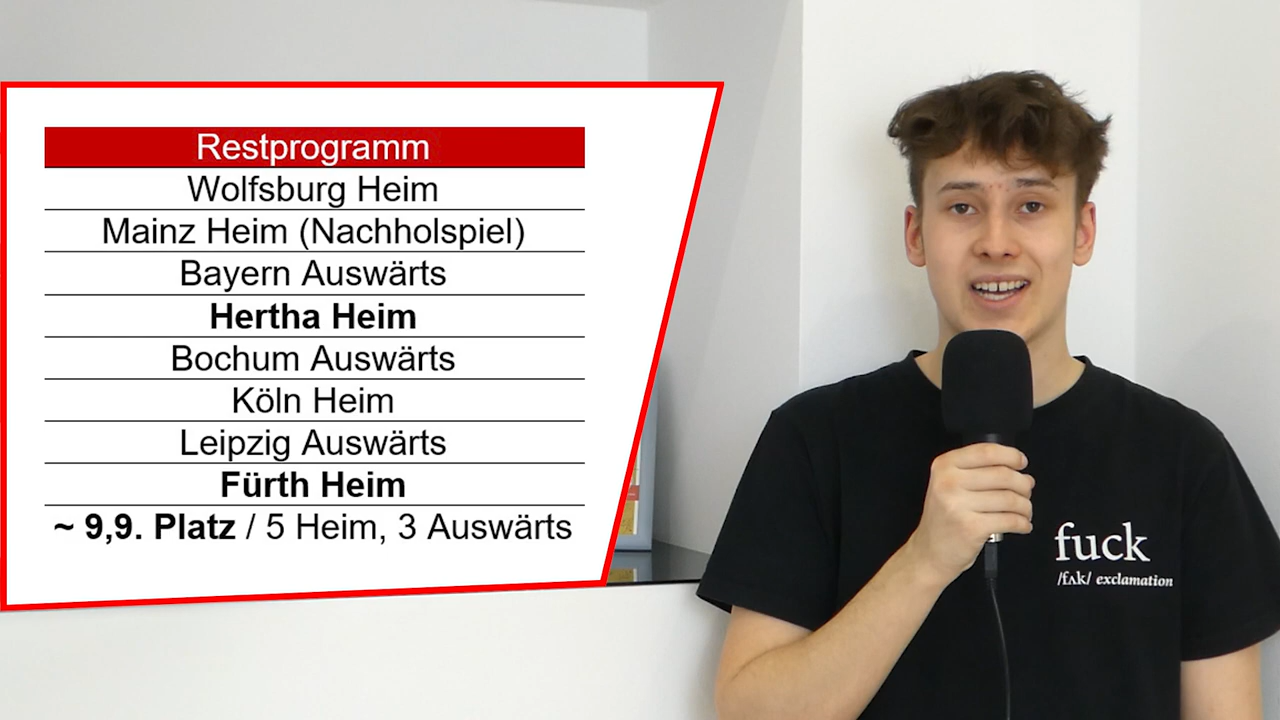 Restprogramm
Wolfsburg Heim
Mainz Heim (Nachholspiel)
Bayern Auswärts
Hertha Heim
Bochum Auswärts
Köln Heim
Leipzig Auswärts
Fürth Heim
~ 9,9. Platz / 5 Heim, 3 Auswärts
fuck
/fʌk/ exclamation